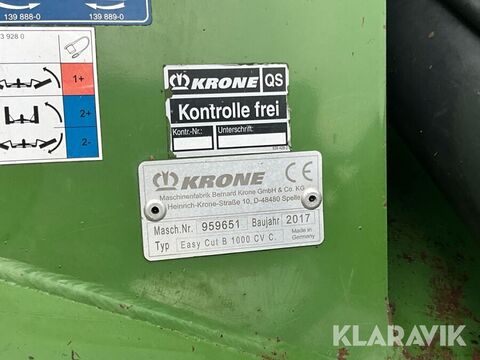 139 888-0
139 889-0
3 928 0
1+
2+
2-
KRONE QS
Kontrolle frei
Kontr.-Nr.: Unterschrift:
KRONE CE
Maschinenfabrik Bernard Krone GmbH & Co. KG
Heinrich-Krone-Straße 10, D-48480 Spelle
Masch.Nr. 959651 Baujahr 2017
Typ Easy Cut B 1000 CV C. Made in Germany
KLARAVIK